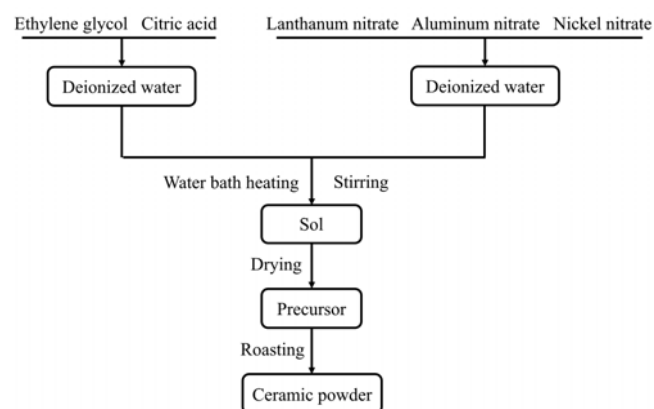 Ethylene glycol Citric acid Lanthanum nitrate Aluminum nitrate Nickel nitrate
Deionized water Deionized water
Water bath heating Stirring
Sol
Drying
Precursor
Roasting
Ceramic powder